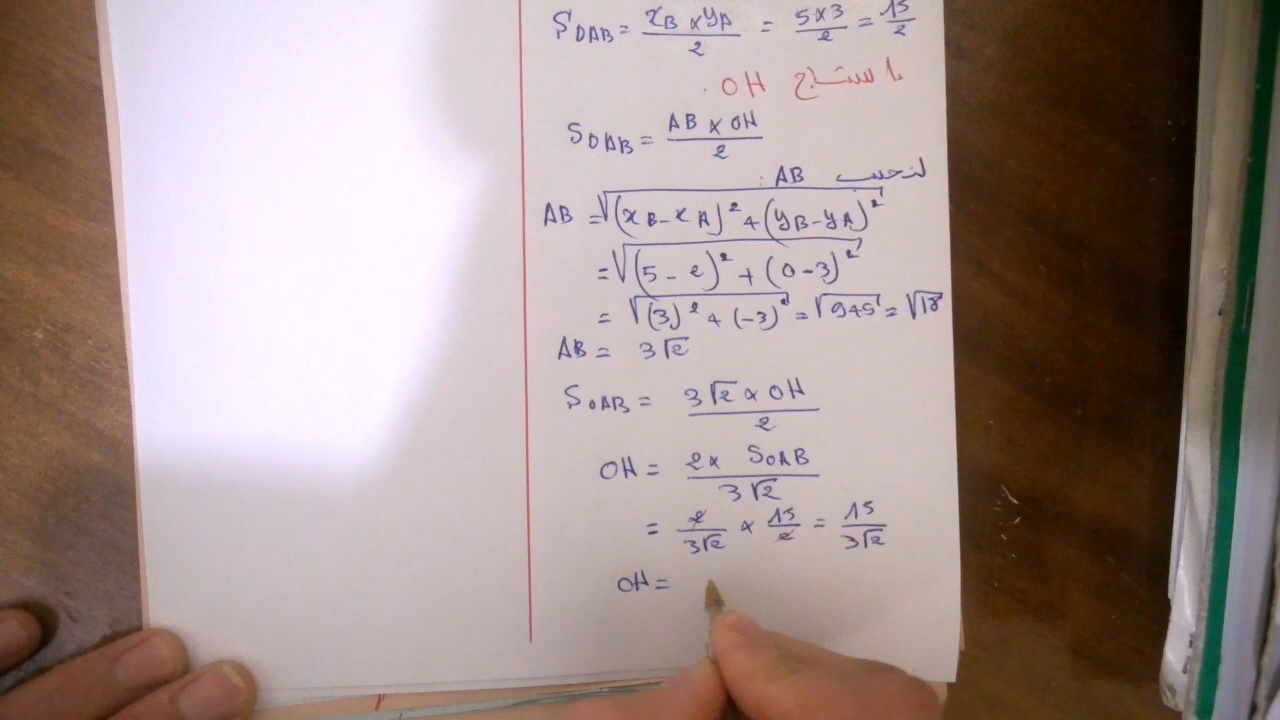 S_OAB = (x_B × y_A)/2 = (5×3)/2 = 15/2
استنتاج OH .
S_OAB = (AB × OH)/2
لنحسب AB :
AB = √((x_B - x_A)² + (y_B - y_A)²)
= √((5 - 2)² + (0 - 3)²)
= √((3)² + (-3)²) = √(9+9) = √18
AB = 3√2
S_OAB = (3√2 × OH)/2
OH = (2 × S_OAB)/(3√2)
= 2/(3√2) × 15/2 = 15/(3√2)
OH =